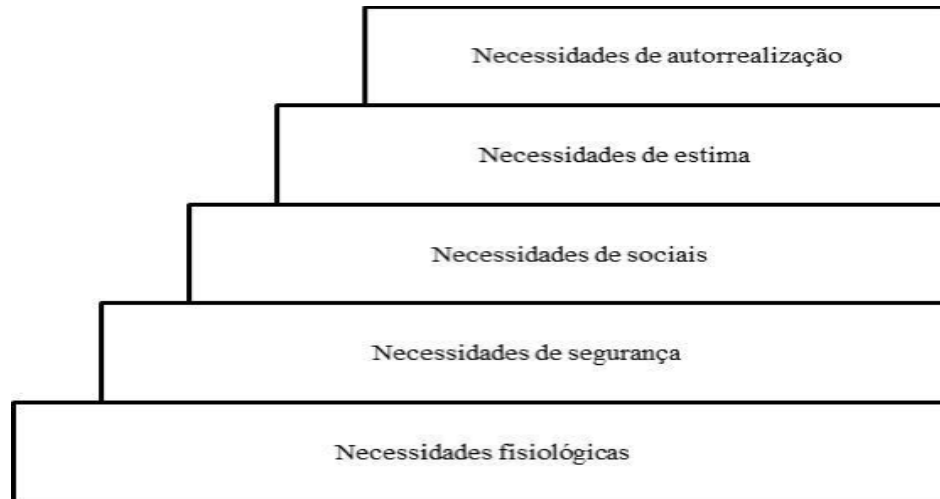 Necessidades de autorrealização
Necessidades de estima
Necessidades de sociais
Necessidades de segurança
Necessidades fisiológicas